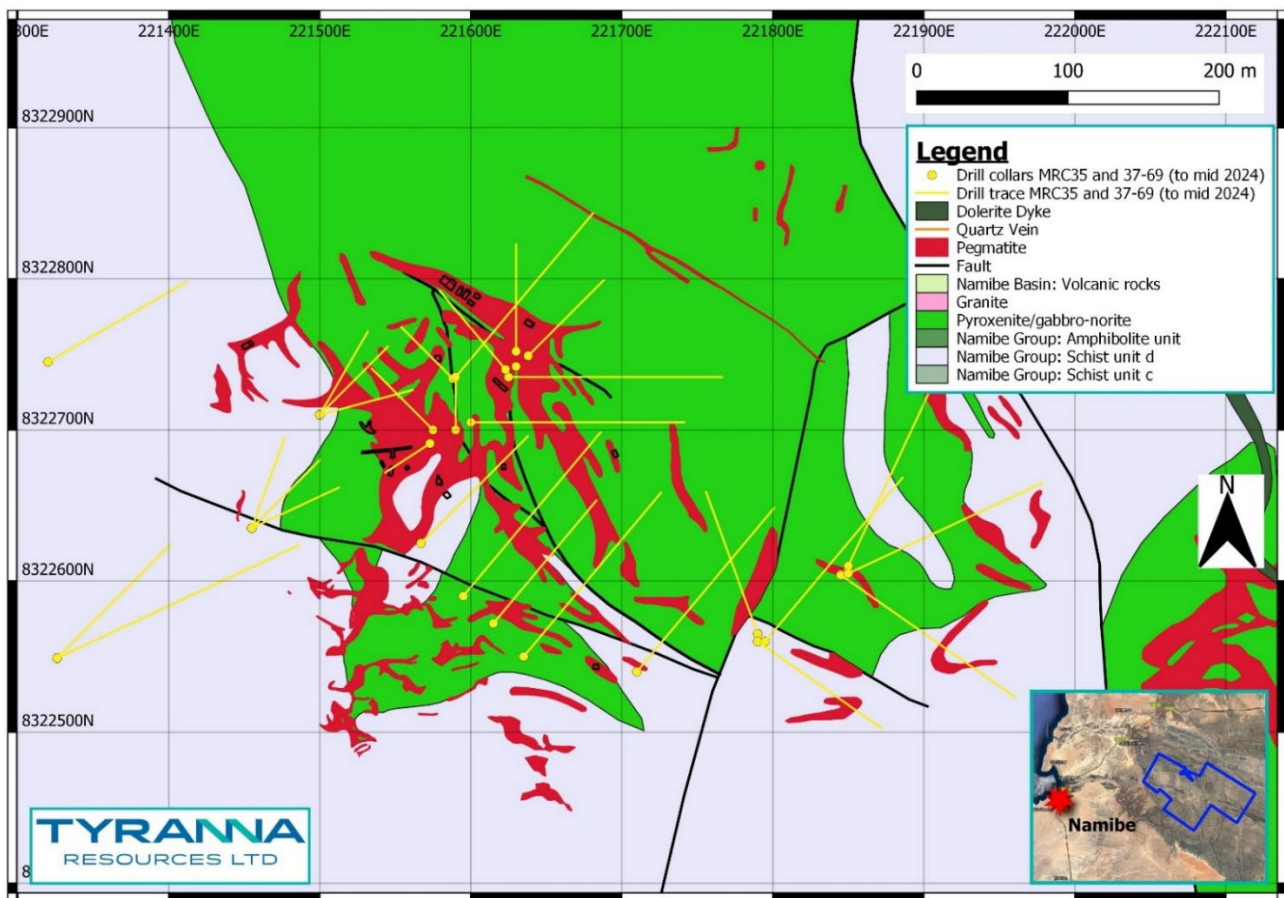 300E 221400E 221500E 221600E 221700E 221800E 221900E 222000E 222100E
0 100 200 m
8322900N
8322800N
8322700N
8322600N
8322500N
8
Legend
Drill collars MRC35 and 37-69 (to mid 2024)
Drill trace MRC35 and 37-69 (to mid 2024)
Dolerite Dyke
Quartz Vein
Pegmatite
Fault
Namibe Basin: Volcanic rocks
Granite
Pyroxenite/gabbro-norite
Namibe Group: Amphibolite unit
Namibe Group: Schist unit d
Namibe Group: Schist unit c
N
Namibe
TYRANNA
RESOURCES LTD